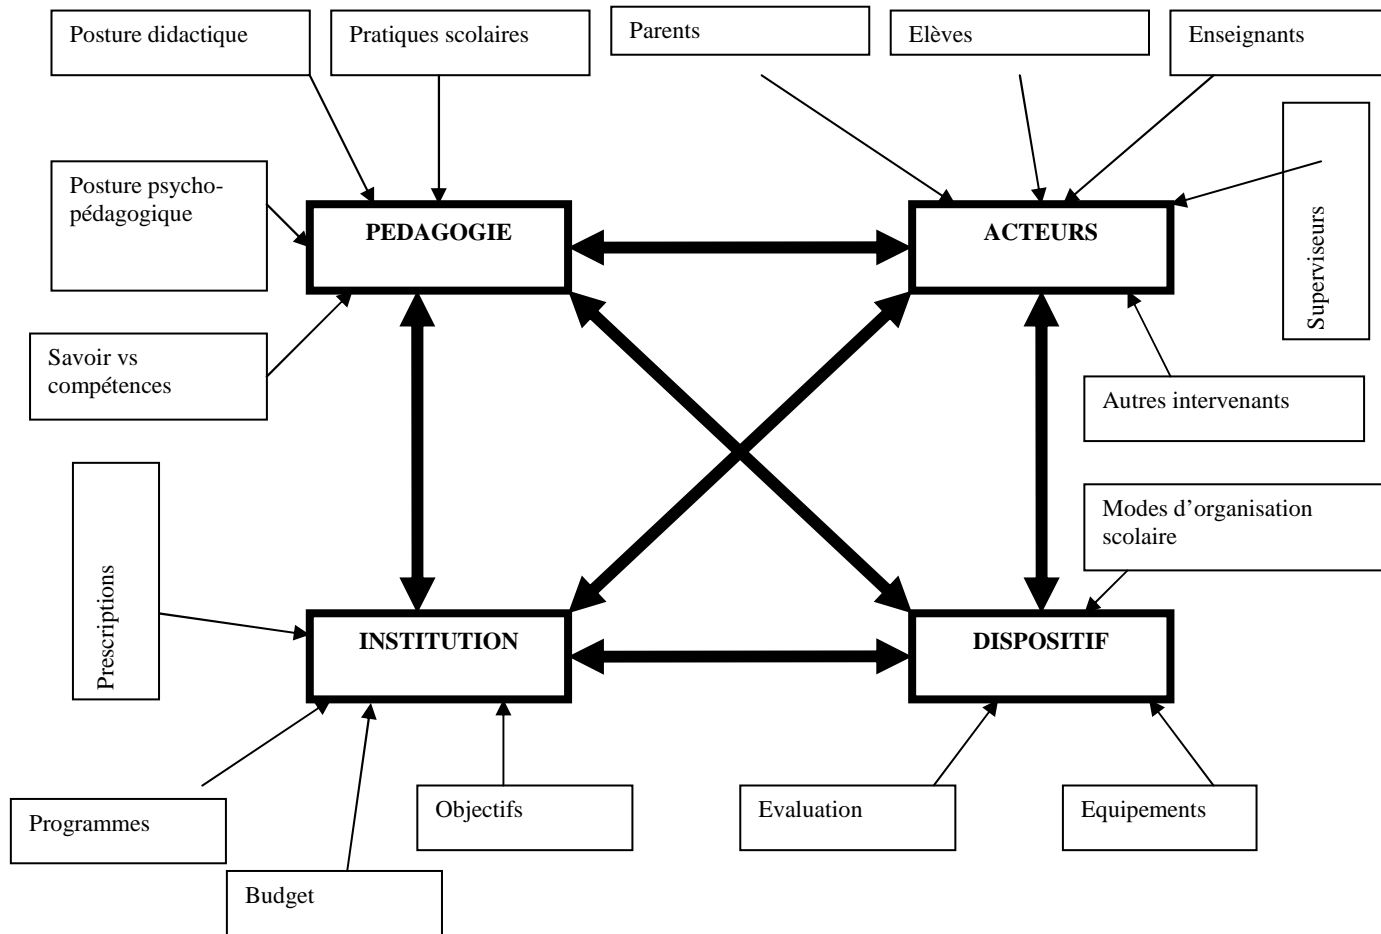 Posture didactique
Pratiques scolaires
Parents
Elèves
Enseignants
Posture psycho-
pédagogique
PEDAGOGIE
ACTEURS
Superviseurs
Savoir vs
compétences
Autres intervenants
Prescriptions
Modes d’organisation
scolaire
INSTITUTION
DISPOSITIF
Programmes
Objectifs
Evaluation
Equipements
Budget